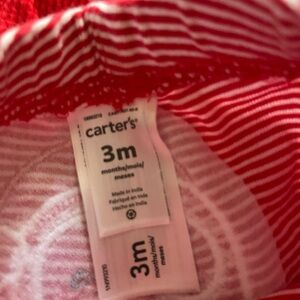 carter's
3m
months/mois/
meses
Made in India
Fabriqué en Inde
Hecho en India
3m
months/mois/
meses